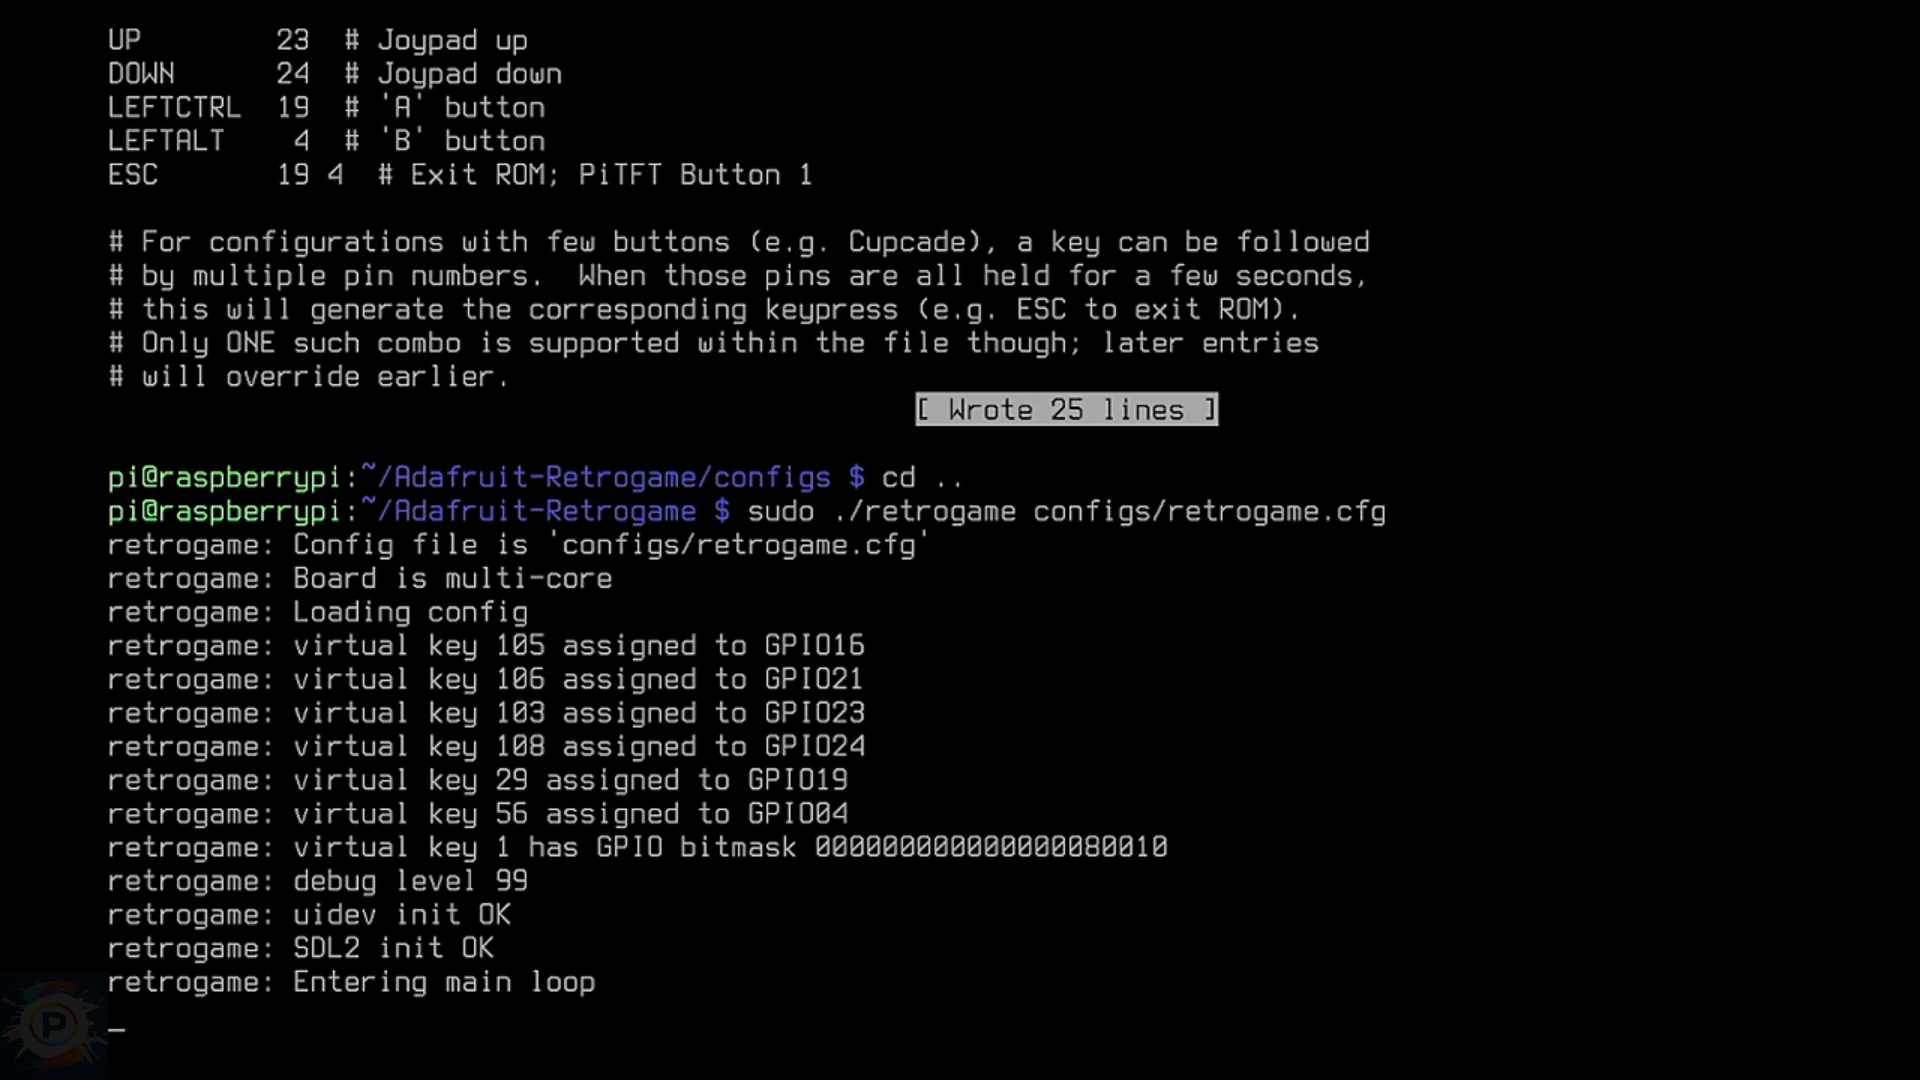 UP 23 # Joypad up
DOWN 24 # Joypad down
LEFTCTRL 19 # 'A' button
LEFTALT 4 # 'B' button
ESC 19 4 # Exit ROM; PiTFT Button 1
# For configurations with few buttons (e.g. Cupcade), a key can be followed
# by multiple pin numbers. When those pins are all held for a few seconds,
# this will generate the corresponding keypress (e.g. ESC to exit ROM).
# Only ONE such combo is supported within the file though; later entries
# will override earlier.
[ Wrote 25 lines ]
pi@raspberrypi:~/Adafruit-Retrogame/configs $ cd ..
pi@raspberrypi:~/Adafruit-Retrogame $ sudo ./retrogame configs/retrogame.cfg
retrogame: Config file is 'configs/retrogame.cfg'
retrogame: Board is multi-core
retrogame: Loading config
retrogame: virtual key 105 assigned to GPIO16
retrogame: virtual key 106 assigned to GPIO21
retrogame: virtual key 103 assigned to GPIO23
retrogame: virtual key 108 assigned to GPIO24
retrogame: virtual key 29 assigned to GPIO19
retrogame: virtual key 56 assigned to GPIO04
retrogame: virtual key 1 has GPIO bitmask 000000000000000080010
retrogame: debug level 99
retrogame: uidev init OK
retrogame: SDL2 init OK
retrogame: Entering main loop
_
P